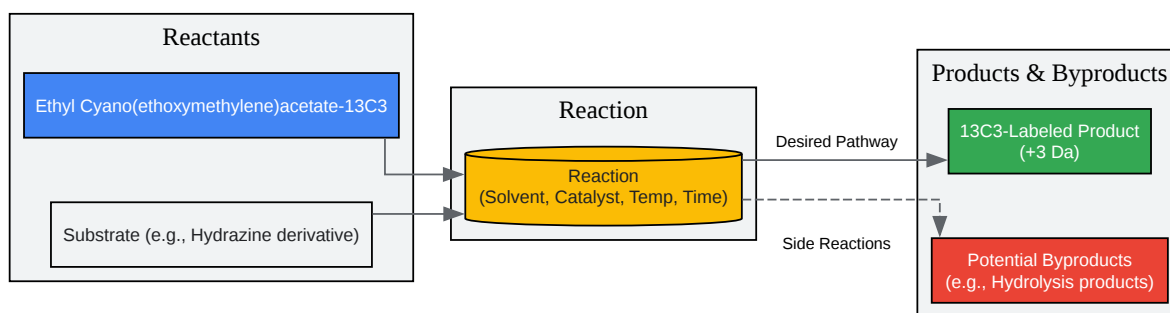 Reactants
Ethyl Cyano(ethoxymethylene)acetate-13C3
Substrate (e.g., Hydrazine derivative)
Reaction
Reaction
(Solvent, Catalyst, Temp, Time)
Desired Pathway
Side Reactions
Products & Byproducts
13C3-Labeled Product
(+3 Da)
Potential Byproducts
(e.g., Hydrolysis products)